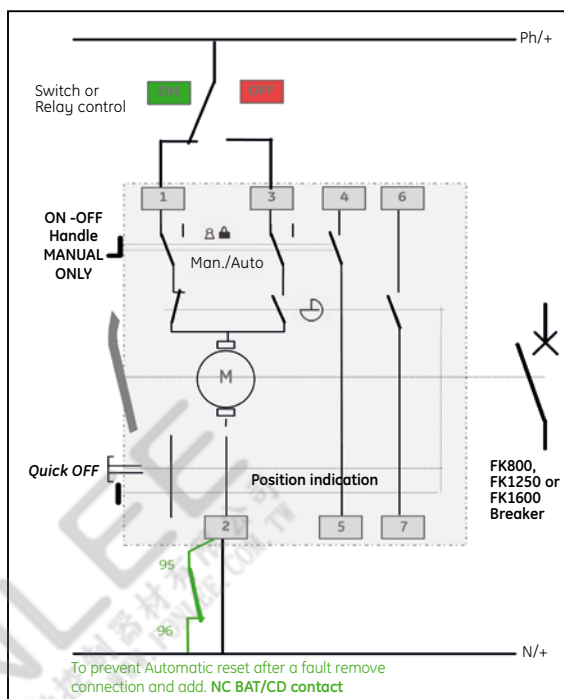 Ph/+
Switch or
Relay control
ON
OFF
1
3
4
6
ON -OFF
Handle
MANUAL
ONLY
Man./Auto
M
Quick OFF
Position indication
FK800,
FK1250 or
FK1600
Breaker
2
5
7
95
96
N/+
To prevent Automatic reset after a fault remove
connection and add. NC BAT/CD contact